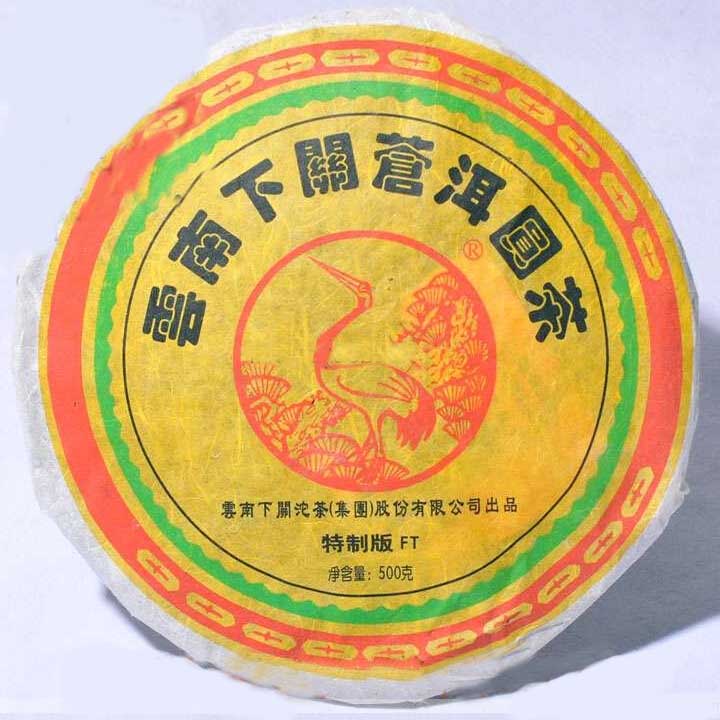 雲南下關蒼洱圓茶
®
雲南下關沱茶(集團)股份有限公司出品
特制版 FT
淨含量：500克